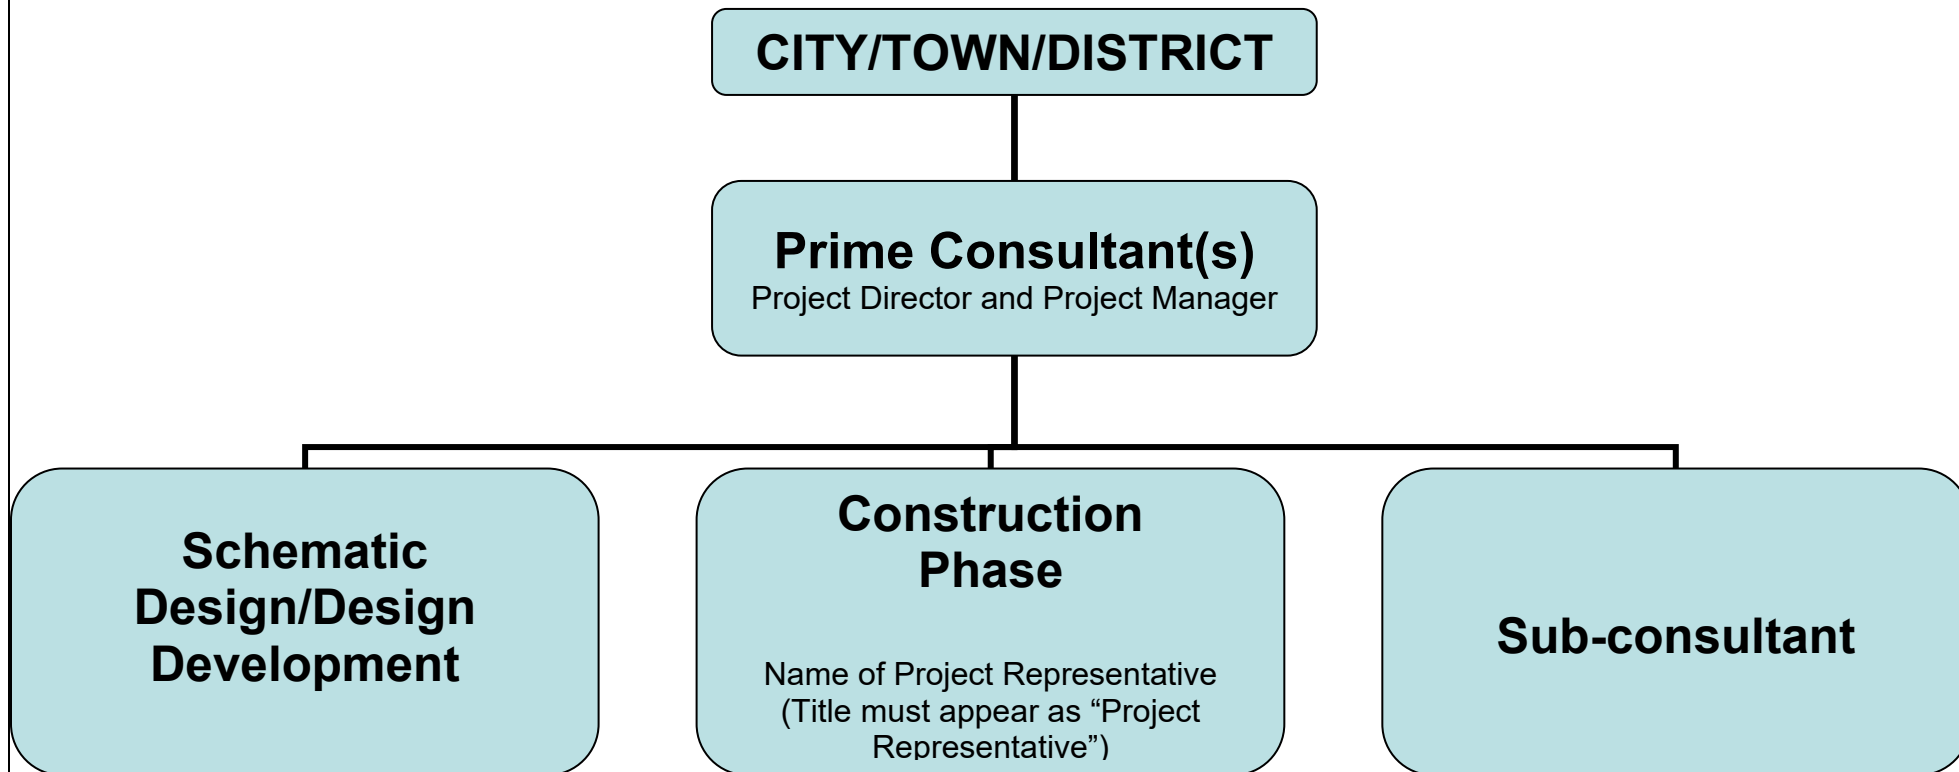 CITY/TOWN/DISTRICT
Prime Consultant(s)
Project Director and Project Manager
Schematic
Design/Design
Development
Construction
Phase
Name of Project Representative
(Title must appear as “Project
Representative”)
Sub-consultant